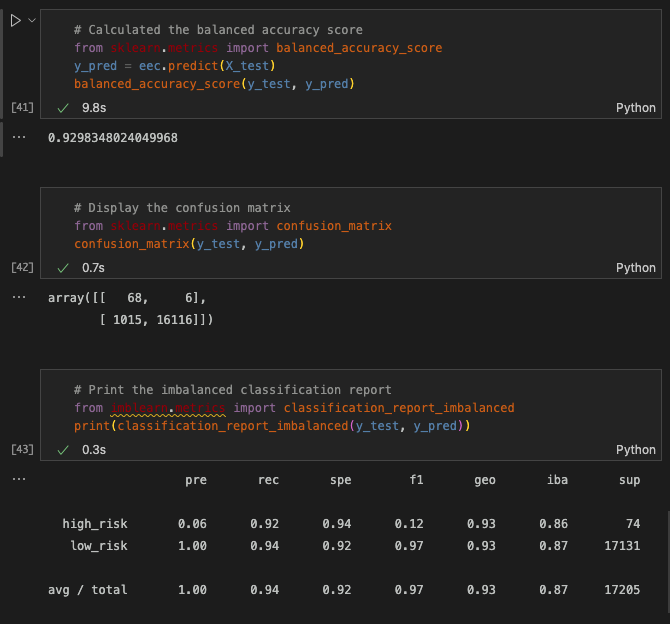 # Calculated the balanced accuracy score
from sklearn.metrics import balanced_accuracy_score
y_pred = eec.predict(X_test)
balanced_accuracy_score(y_test, y_pred)
[41] ✓ 9.8s Python
... 0.9298348024049968
# Display the confusion matrix
from sklearn.metrics import confusion_matrix
confusion_matrix(y_test, y_pred)
[42] ✓ 0.7s Python
... array([[   68,     6],
       [ 1015, 16116]])
# Print the imbalanced classification report
from imblearn.metrics import classification_report_imbalanced
print(classification_report_imbalanced(y_test, y_pred))
[43] ✓ 0.3s Python
... pre rec spe f1 geo iba sup
high_risk 0.06 0.92 0.94 0.12 0.93 0.86 74
low_risk 1.00 0.94 0.92 0.97 0.93 0.87 17131
avg / total 1.00 0.94 0.92 0.97 0.93 0.87 17205